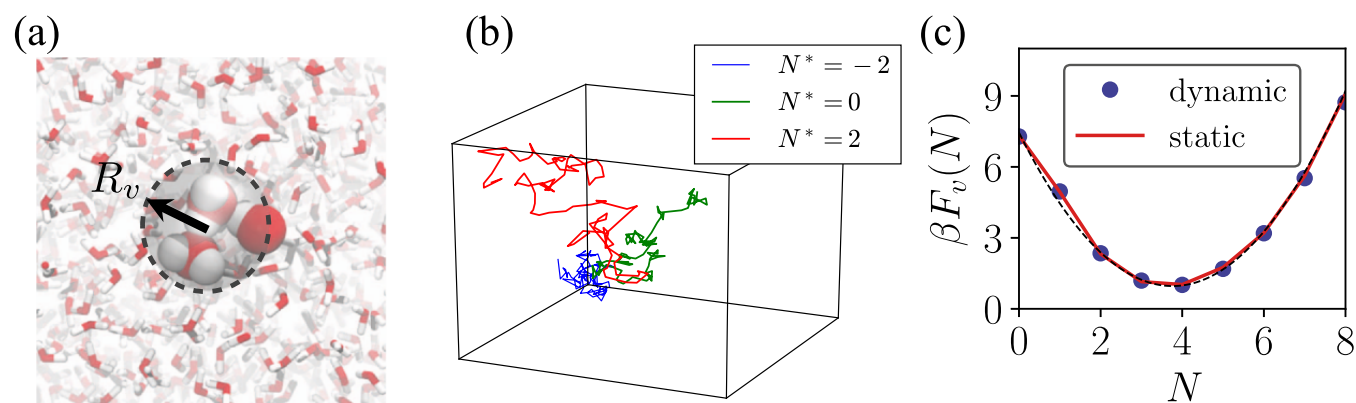 (a)
R_v
(b)
N* = −2
N* = 0
N* = 2
(c)
βF_v(N)
9
6
3
0
dynamic
static
0 2 4 6 8
N